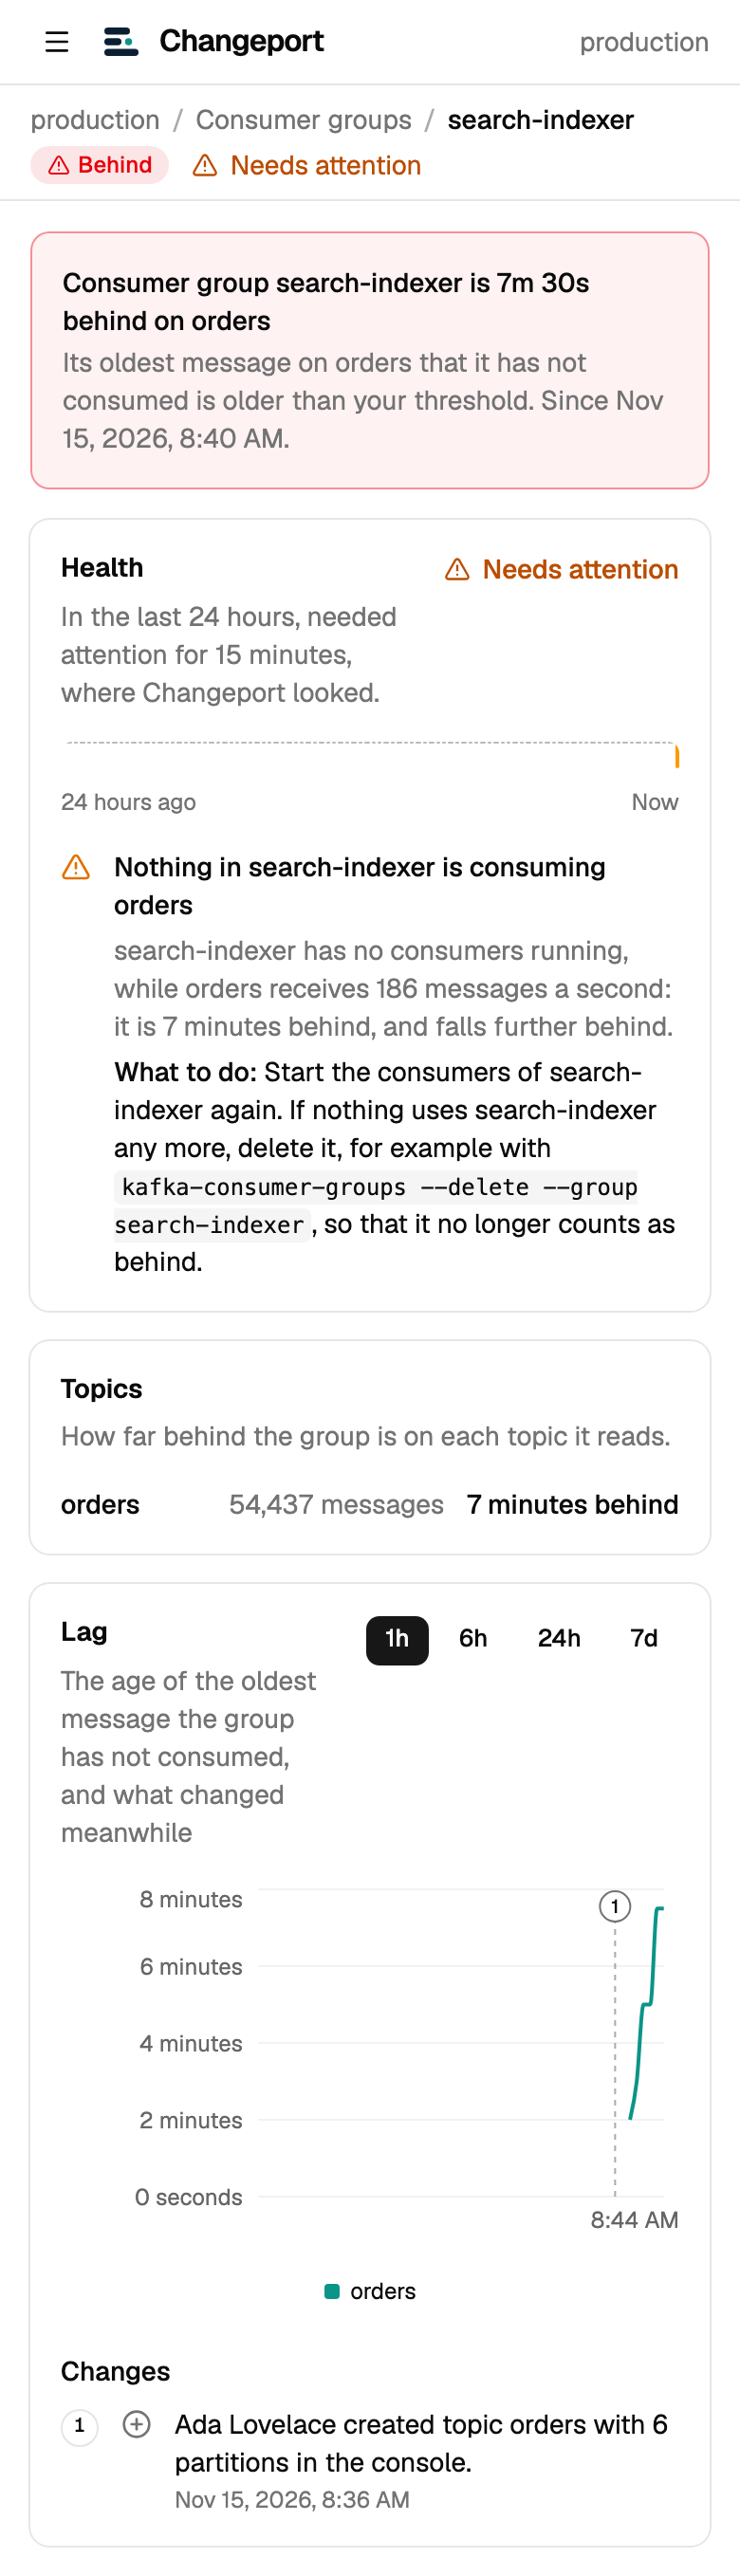 Changeport
production
production / Consumer groups / search-indexer
Behind
Needs attention
Consumer group search-indexer is 7m 30s
behind on orders
Its oldest message on orders that it has not
consumed is older than your threshold. Since Nov
15, 2026, 8:40 AM.
Health
Needs attention
In the last 24 hours, needed
attention for 15 minutes,
where Changeport looked.
24 hours ago
Now
Nothing in search-indexer is consuming
orders
search-indexer has no consumers running,
while orders receives 186 messages a second:
it is 7 minutes behind, and falls further behind.
What to do: Start the consumers of search-
indexer again. If nothing uses search-indexer
any more, delete it, for example with
kafka-consumer-groups --delete --group
search-indexer, so that it no longer counts as
behind.
Topics
How far behind the group is on each topic it reads.
orders 54,437 messages 7 minutes behind
Lag
1h 6h 24h 7d
The age of the oldest
message the group
has not consumed,
and what changed
meanwhile
8 minutes
1
6 minutes
4 minutes
2 minutes
0 seconds
8:44 AM
orders
Changes
1 Ada Lovelace created topic orders with 6
partitions in the console.
Nov 15, 2026, 8:36 AM